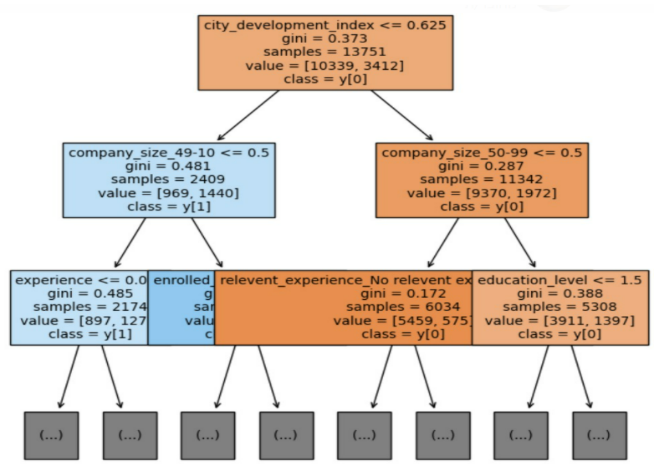 city_development_index <= 0.625
gini = 0.373
samples = 13751
value = [10339, 3412]
class = y[0]
company_size_49-10 <= 0.5
gini = 0.481
samples = 2409
value = [969, 1440]
class = y[1]
company_size_50-99 <= 0.5
gini = 0.287
samples = 11342
value = [9370, 1972]
class = y[0]
experience <= 0.0
gini = 0.485
samples = 2174
value = [897, 127
class = y[1]
enrolled_
g
sar
valu
c
relevent_experience_No relevent ex
gini = 0.172
samples = 6034
value = [5459, 575]
class = y[0]
education_level <= 1.5
gini = 0.388
samples = 5308
value = [3911, 1397]
class = y[0]
(...) (...) (...) (...) (...) (...) (...) (...)